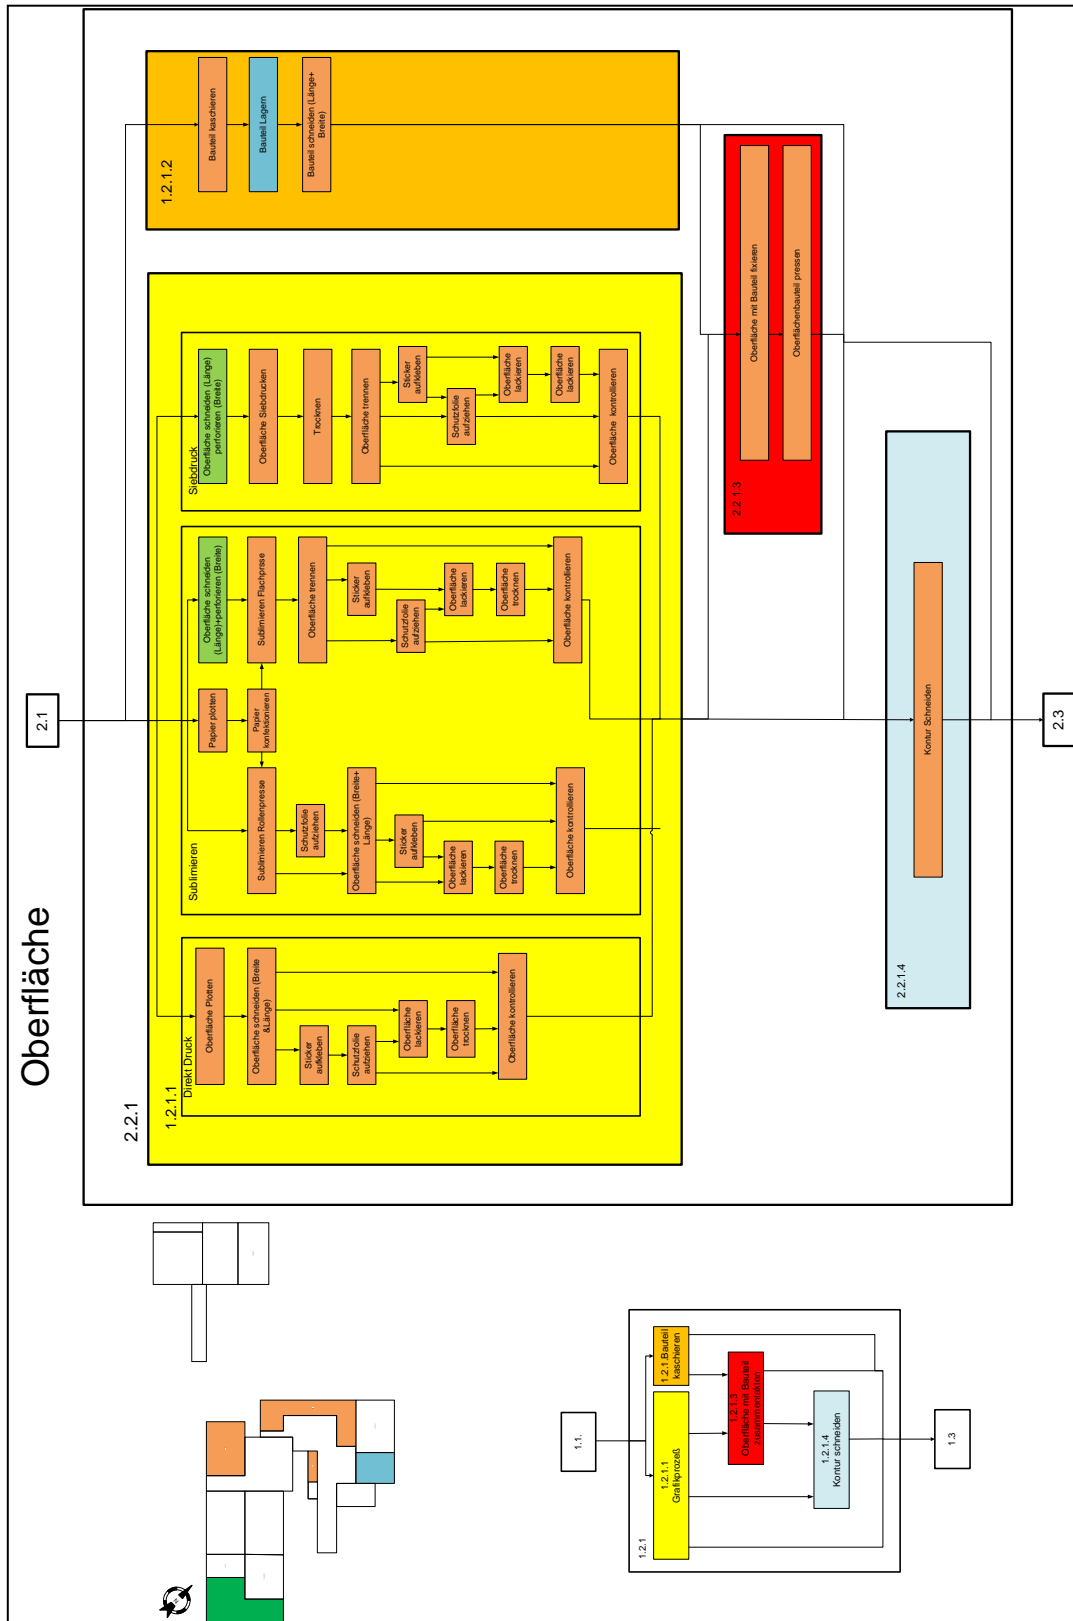 Oberfläche
2.1
2.2.1
1.2.1.1
Direkt Druck
Oberfläche Plotten
Oberfläche schneiden (Breite
&Länge)
Sticker
aufkleben
Schutzfolie
aufziehen
Oberfläche
lackieren
Oberfläche
trocknen
Oberfläche kontrollieren
Sublimieren
Sublimieren Rollenpresse
Schutzfolie
aufziehen
Oberfläche schneiden (Breite+
Länge)
Sticker
aufkleben
Oberfläche
lackieren
Oberfläche
trocknen
Oberfläche kontrollieren
Papier plotten
Papier
konfektionieren
Oberfläche schneiden
(Länge)+perforieren (Breite)
Sublimieren Flachprsse
Oberfläche trennen
Sticker
aufkleben
Schutzfolie
aufziehen
Oberfläche
lackieren
Oberfläche
trocknen
Oberfläche kontrollieren
Siebdruck
Oberfläche schneiden (Länge)
perforieren (Breite)
Oberfläche Siebdrucken
Trocknen
Oberfläche trennen
Sticker
aufkleben
Schutzfolie
aufziehen
Oberfläche
lackieren
Oberfläche
lackieren
Oberfläche kontrollieren
1.2.1.2
Bauteil kaschieren
Bauteil Lagern
Bauteil schneiden (Länge+
Breite)
2.2.1.3
Oberfläche mit Bauteil fixieren
Oberflächenbauteil pressen
2.2.1.4
Kontur Schneiden
2.3
1.1.
1.2.1
1.2.1.1
Grafikprozeß
1.2.1.Bauteil
kaschieren
1.2.1.3
Oberfläche mit Bauteil
zusammentakten
1.2.1.4
Kontur schneiden
1.3